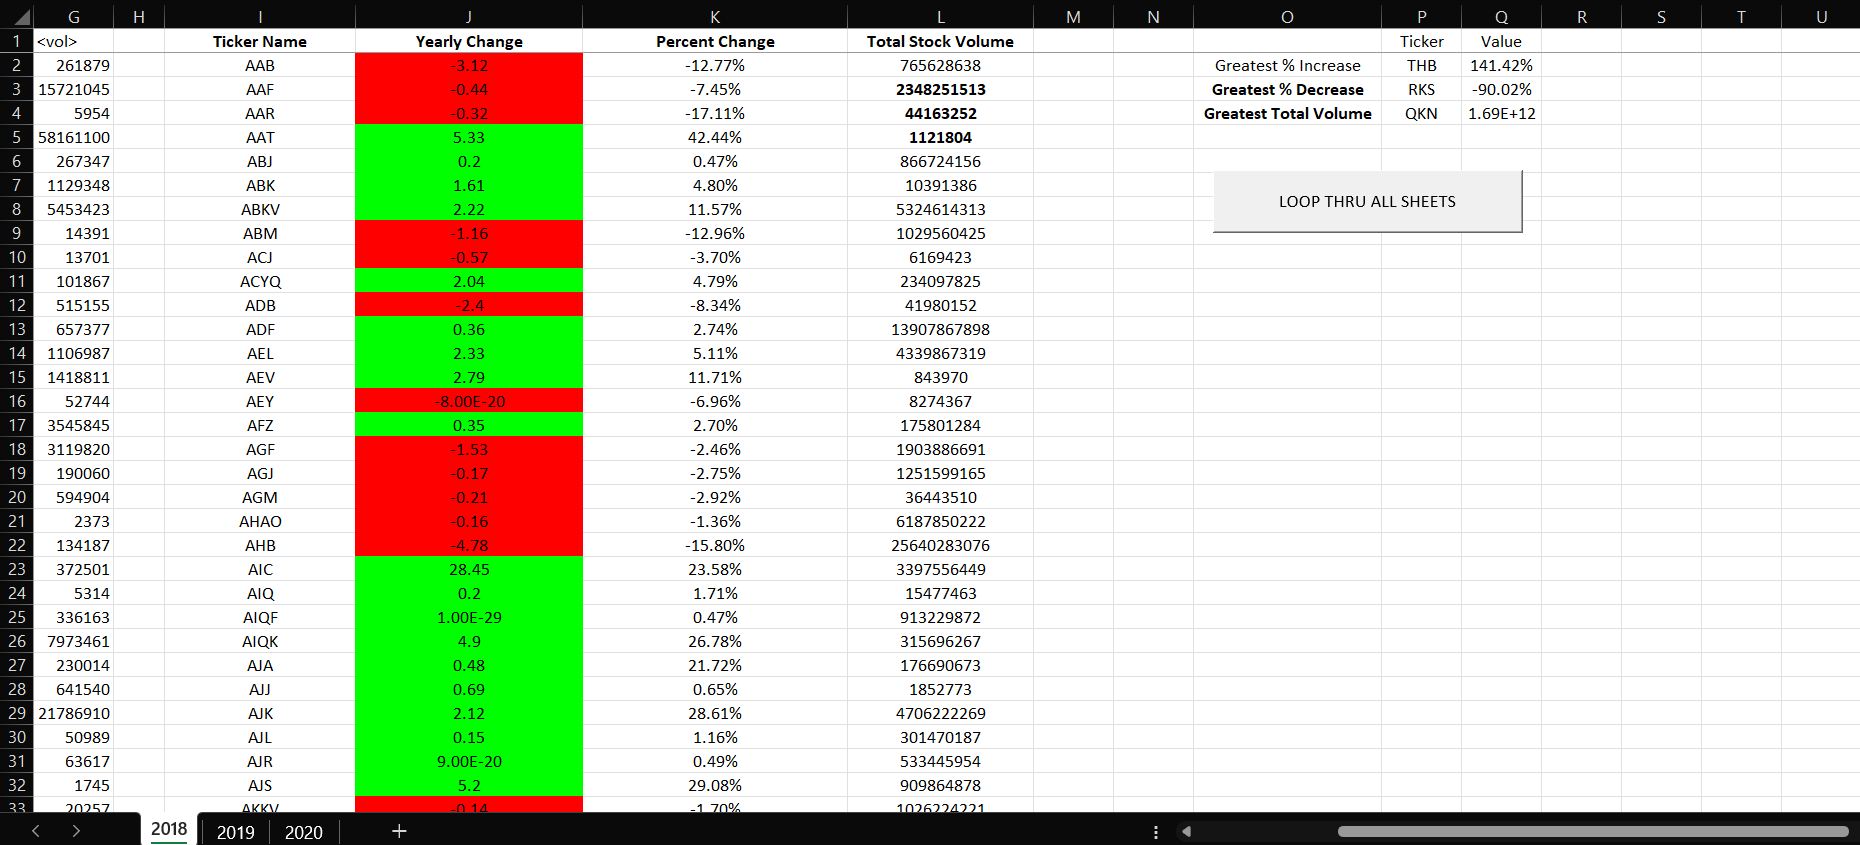 G H I J K L M N O P Q R S T U
1 <vol> Ticker Name Yearly Change Percent Change Total Stock Volume Ticker Value
2 261879 AAB -3.12 -12.77% 765628638 Greatest % Increase THB 141.42%
3 15721045 AAF -0.44 -7.45% 2348251513 Greatest % Decrease RKS -90.02%
4 5954 AAR -0.32 -17.11% 44163252 Greatest Total Volume QKN 1.69E+12
5 58161100 AAT 5.33 42.44% 1121804
6 267347 ABJ 0.2 0.47% 866724156
7 1129348 ABK 1.61 4.80% 10391386
8 5453423 ABKV 2.22 11.57% 5324614313 LOOP THRU ALL SHEETS
9 14391 ABM -1.16 -12.96% 1029560425
10 13701 ACJ -0.57 -3.70% 6169423
11 101867 ACYQ 2.04 4.79% 234097825
12 515155 ADB -2.4 -8.34% 41980152
13 657377 ADF 0.36 2.74% 13907867898
14 1106987 AEL 2.33 5.11% 4339867319
15 1418811 AEV 2.79 11.71% 843970
16 52744 AEY -8.00E-20 -6.96% 8274367
17 3545845 AFZ 0.35 2.70% 175801284
18 3119820 AGF -1.53 -2.46% 1903886691
19 190060 AGJ -0.17 -2.75% 1251599165
20 594904 AGM -0.21 -2.92% 36443510
21 2373 AHAO -0.16 -1.36% 6187850222
22 134187 AHB -4.78 -15.80% 25640283076
23 372501 AIC 28.45 23.58% 3397556449
24 5314 AIQ 0.2 1.71% 15477463
25 336163 AIQF 1.00E-29 0.47% 913229872
26 7973461 AIQK 4.9 26.78% 315696267
27 230014 AJA 0.48 21.72% 176690673
28 641540 AJJ 0.69 0.65% 1852773
29 21786910 AJK 2.12 28.61% 4706222269
30 50989 AJL 0.15 1.16% 301470187
31 63617 AJR 9.00E-20 0.49% 533445954
32 1745 AJS 5.2 29.08% 909864878
33 20257 AKKV -0.14 -1.70% 1026224221
2018 2019 2020